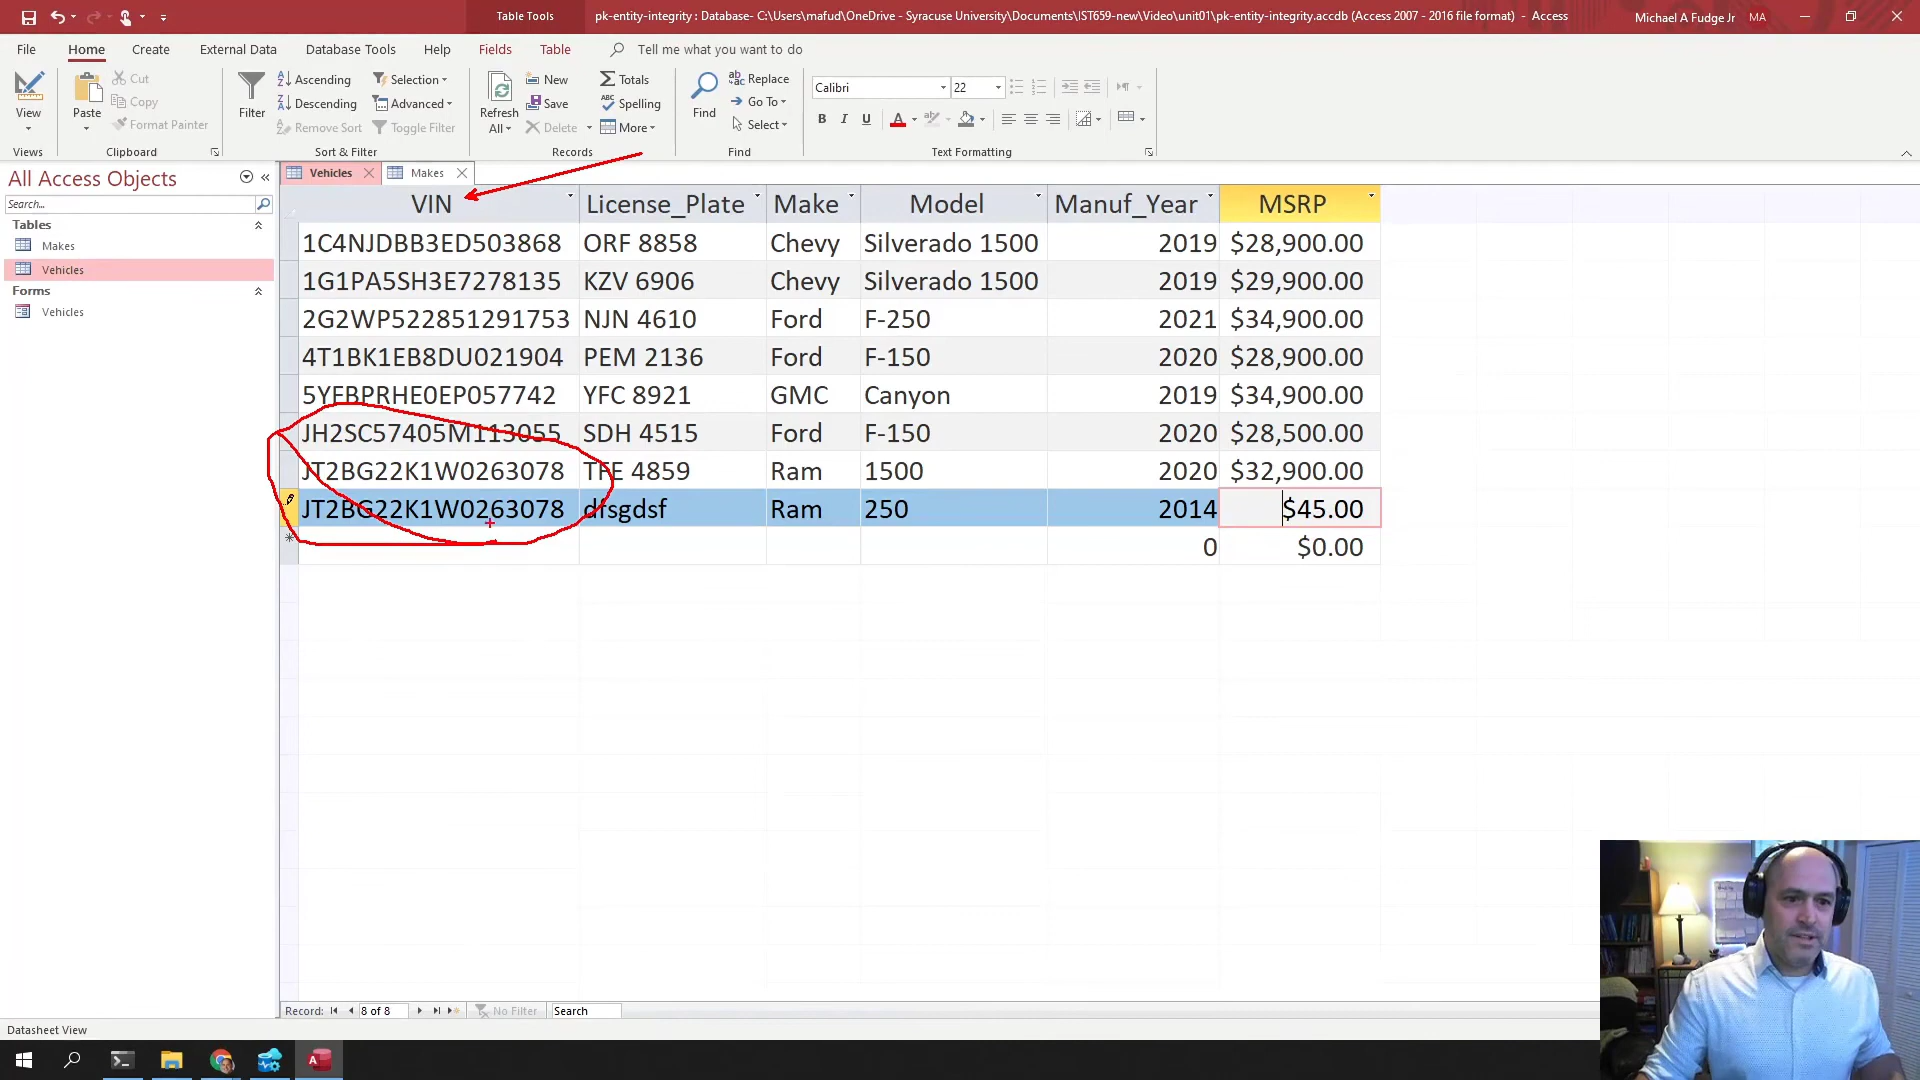 Table Tools
pk-entity-integrity : Database- C:\Users\mafud\OneDrive - Syracuse University\Documents\IST659-new\Video\unit01\pk-entity-integrity.accdb (Access 2007 - 2016 file format) - Access
Michael A Fudge Jr MA
File Home Create External Data Database Tools Help Fields Table Tell me what you want to do
View
Views
Paste
Cut
Copy
Format Painter
Clipboard
Filter
Ascending
Descending
Remove Sort
Selection
Advanced
Toggle Filter
Sort & Filter
Refresh
All
New
Save
Delete
Totals
Spelling
More
Records
Find
Replace
Go To
Select
Find
Calibri 22
B I U A
Text Formatting
All Access Objects
Search...
Tables
Makes
Vehicles
Forms
Vehicles
Vehicles Makes
VIN License_Plate Make Model Manuf_Year MSRP
1C4NJDBB3ED503868 ORF 8858 Chevy Silverado 1500 2019 $28,900.00
1G1PA5SH3E7278135 KZV 6906 Chevy Silverado 1500 2019 $29,900.00
2G2WP522851291753 NJN 4610 Ford F-250 2021 $34,900.00
4T1BK1EB8DU021904 PEM 2136 Ford F-150 2020 $28,900.00
5YFBPRHE0EP057742 YFC 8921 GMC Canyon 2019 $34,900.00
JH2SC57405M113055 SDH 4515 Ford F-150 2020 $28,500.00
JT2BG22K1W0263078 TFE 4859 Ram 1500 2020 $32,900.00
JT2BG22K1W0263078 dfsgdsf Ram 250 2014 $45.00
0 $0.00
Record: 8 of 8 No Filter Search
Datasheet View